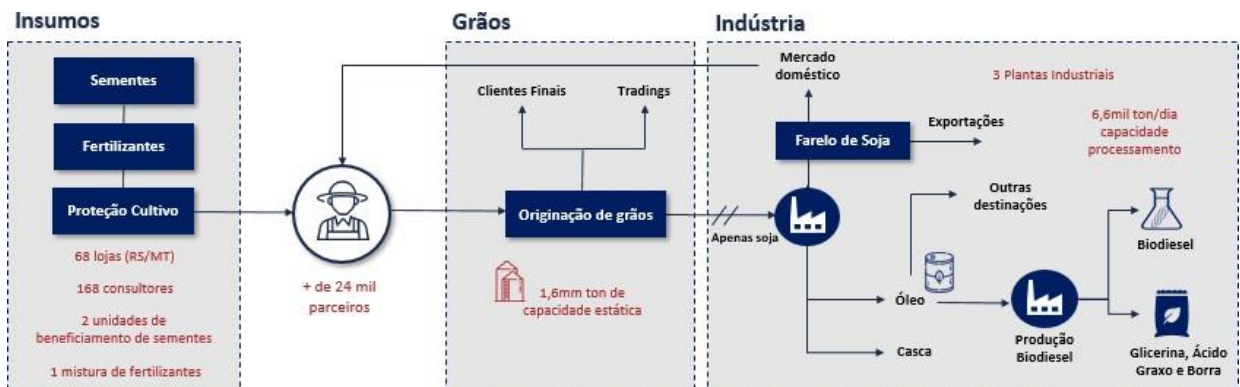 Insumos
Sementes
Fertilizantes
Proteção Cultivo
68 lojas (RS/MT)
168 consultores
2 unidades de
beneficiamento de sementes
1 mistura de fertilizantes
+ de 24 mil
parceiros
Grãos
Clientes Finais
Tradings
Originação de grãos
1,6mm ton de
capacidade estática
Indústria
Mercado
doméstico
3 Plantas Industriais
6,6mil ton/dia
capacidade
processamento
Farelo de Soja
Exportações
Apenas soja
Outras
destinações
Óleo
Casca
Produção
Biodiesel
Biodiesel
Glicerina, Ácido
Graxo e Borra